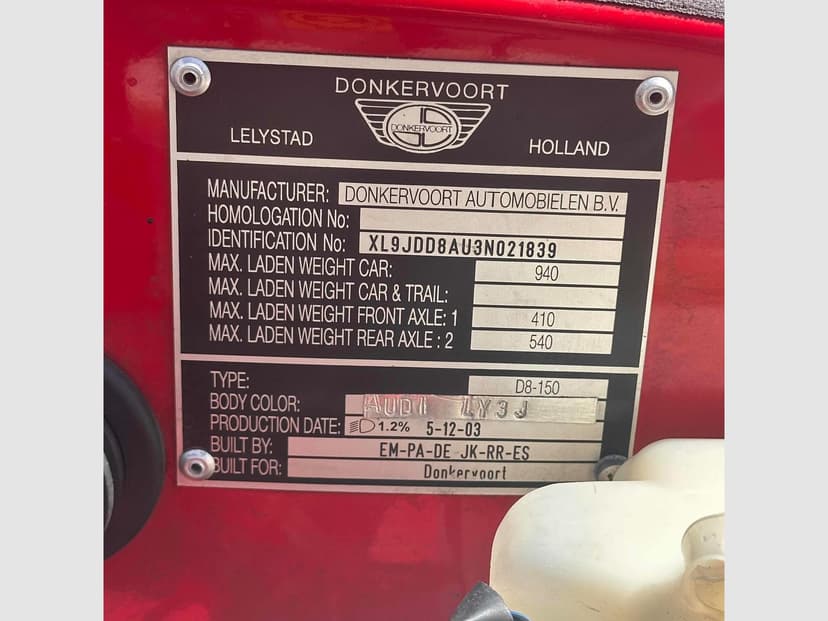 DONKERVOORT
DONKERVOORT
LELYSTAD HOLLAND
MANUFACTURER: DONKERVOORT AUTOMOBIELEN B.V.
HOMOLOGATION No:
IDENTIFICATION No: XL9JDD8AU3N021839
MAX. LADEN WEIGHT CAR: 940
MAX. LADEN WEIGHT CAR & TRAIL:
MAX. LADEN WEIGHT FRONT AXLE: 1 410
MAX. LADEN WEIGHT REAR AXLE : 2 540
TYPE: D8-150
BODY COLOR: AUDI LY3J
PRODUCTION DATE: 1.2% 5-12-03
BUILT BY: EM-PA-DE JK-RR-ES
BUILT FOR: Donkervoort